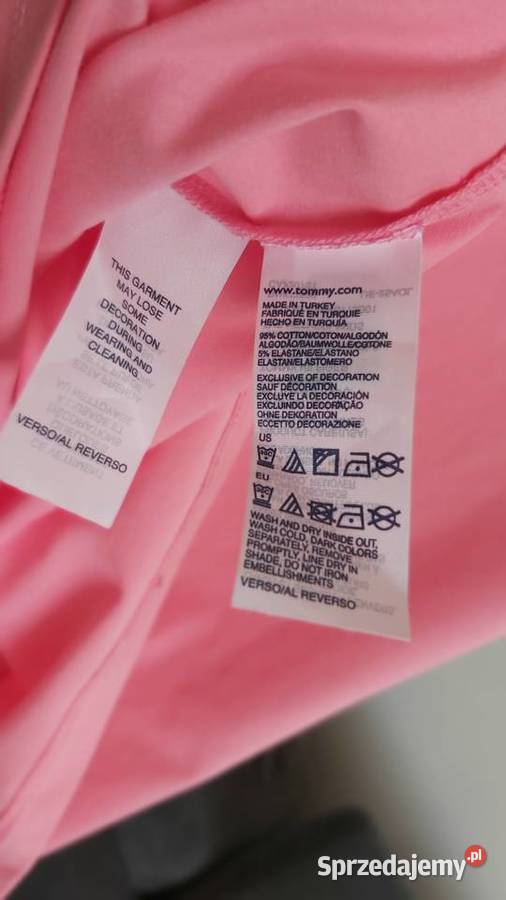 THIS GARMENT
MAY LOSE
SOME
DECORATION
DURING
WEARING AND
CLEANING
VERSO/AL REVERSO
www.tommy.com
MADE IN TURKEY
FABRIQUÉ EN TURQUIE
HECHO EN TURQUÍA
95% COTTON/COTON/ALGODÓN
ALGODÃO/BAUMWOLLE/COTONE
5% ELASTANE/ELASTANO
ELASTAN/ELASTOMERO
EXCLUSIVE OF DECORATION
SAUF DÉCORATION
EXCLUYE LA DECORACIÓN
EXCLUINDO DECORAÇÃO
OHNE DEKORATION
ECCETTO DECORAZIONE
US
EU
WASH AND DRY INSIDE OUT,
WASH COLD, DARK COLORS
SEPARATELY, REMOVE
PROMPTLY, LINE DRY IN
SHADE, DO NOT IRON
EMBELLISHMENTS
VERSO/AL REVERSO
Sprzedajemy.pl